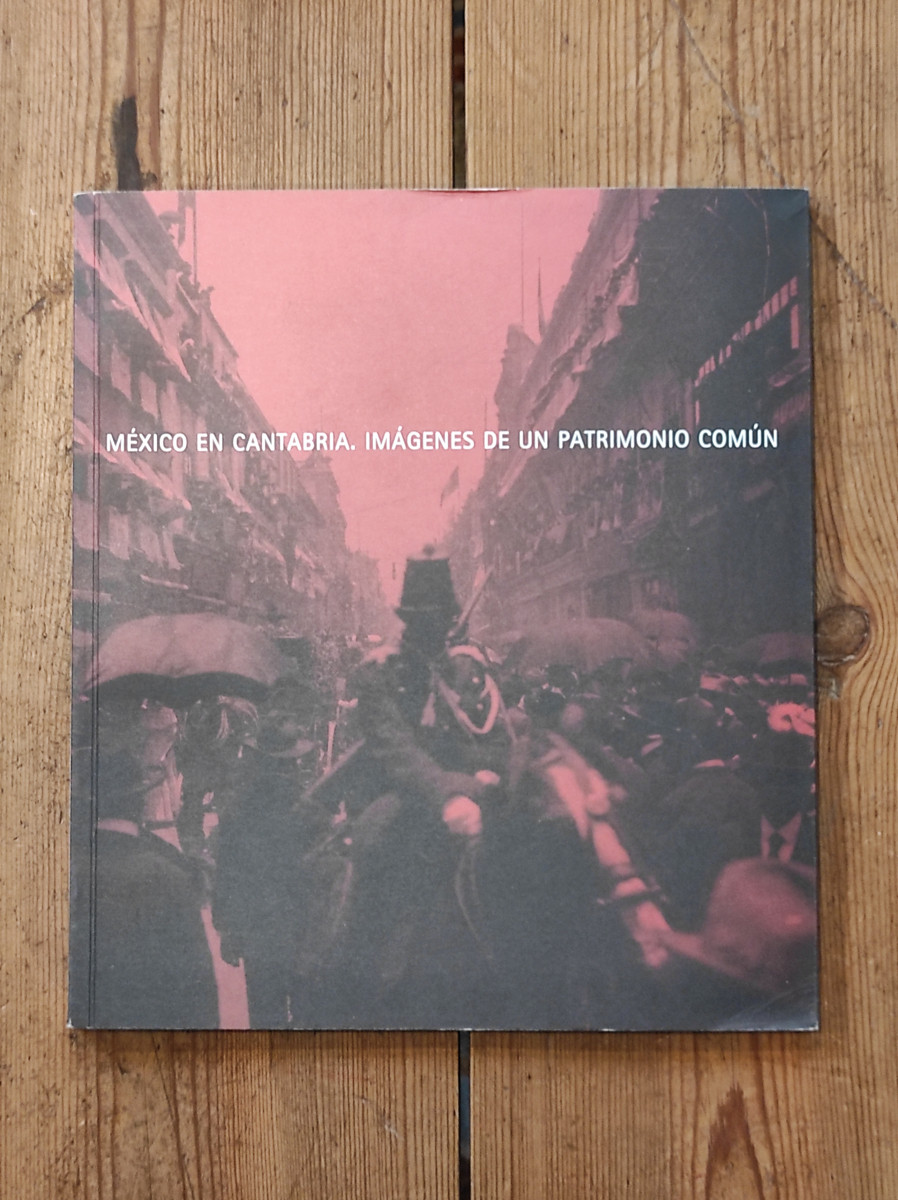 MÉXICO EN CANTABRIA. IMÁGENES DE UN PATRIMONIO COMÚN